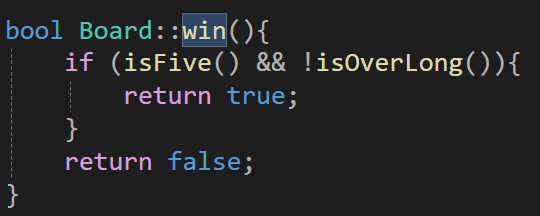 bool Board::win(){
    if (isFive() && !isOverLong()){
        return true;
    }
    return false;
}